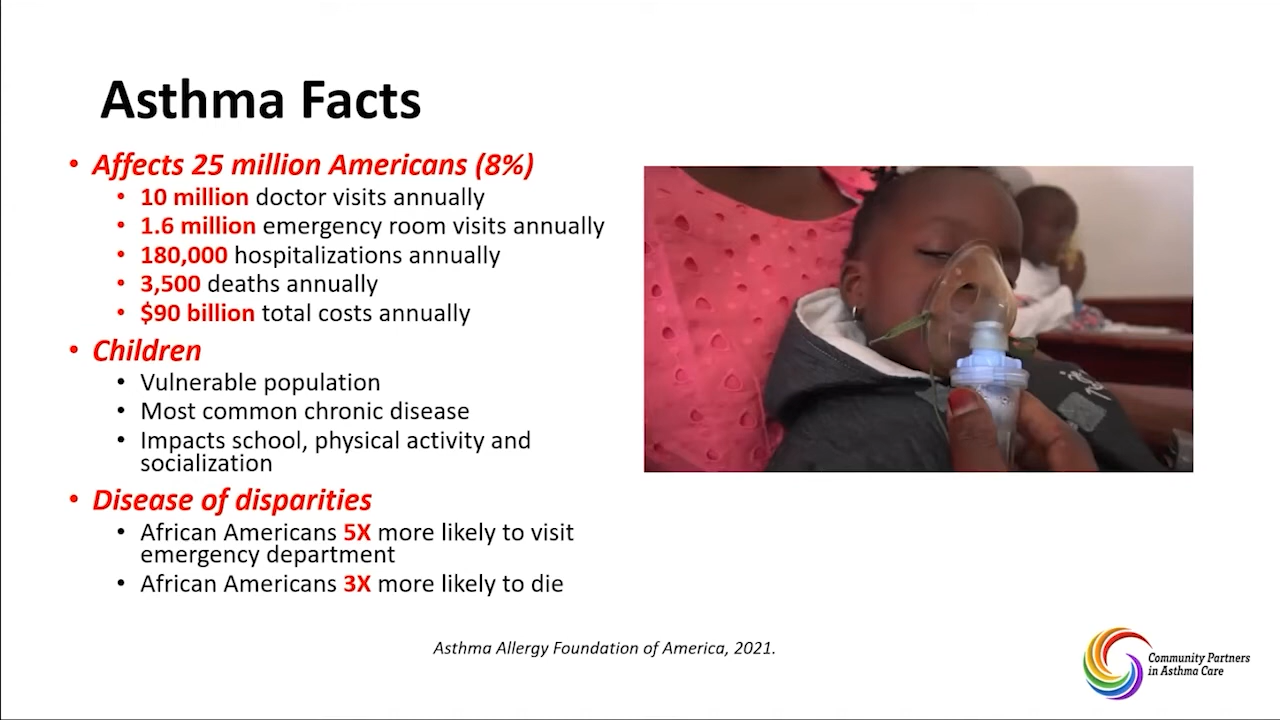 Asthma Facts
• Affects 25 million Americans (8%)
• 10 million doctor visits annually
• 1.6 million emergency room visits annually
• 180,000 hospitalizations annually
• 3,500 deaths annually
• $90 billion total costs annually
• Children
• Vulnerable population
• Most common chronic disease
• Impacts school, physical activity and
socialization
• Disease of disparities
• African Americans 5X more likely to visit
emergency department
• African Americans 3X more likely to die
Asthma Allergy Foundation of America, 2021.
Community Partners
in Asthma Care